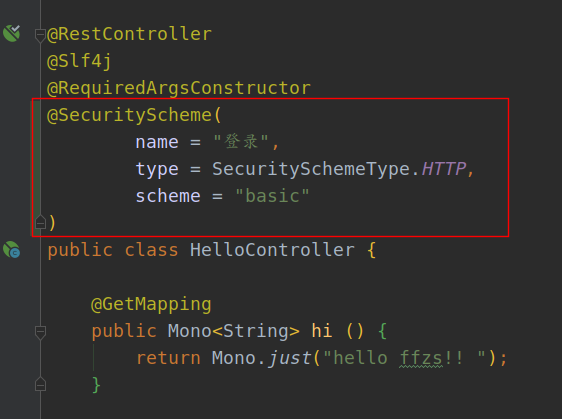 @RestController
@Slf4j
@RequiredArgsConstructor
@SecurityScheme(
name = "登录",
type = SecuritySchemeType.HTTP,
scheme = "basic"
)
public class HelloController {
@GetMapping
public Mono<String> hi () {
return Mono.just("hello ffzs!! ");
}